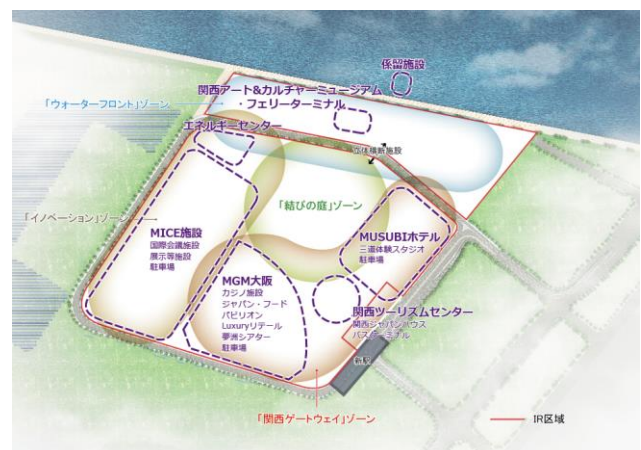 係留施設
関西アート&カルチャーミュージアム
・フェリーターミナル
「ウォーターフロント」ゾーン
エネルギーセンター
立体横断施設
「結びの庭」ゾーン
「イノベーション」ゾーン
MICE施設
国際会議施設
展示等施設
駐車場
MUSUBIホテル
三道体験スタジオ
駐車場
MGM大阪
カジノ施設
ジャパン・フード
パビリオン
Luxuryリテール
夢洲シアター
駐車場
関西ツーリズムセンター
関西ジャパンハウス
バスターミナル
新駅
「関西ゲートウェイ」ゾーン
IR区域